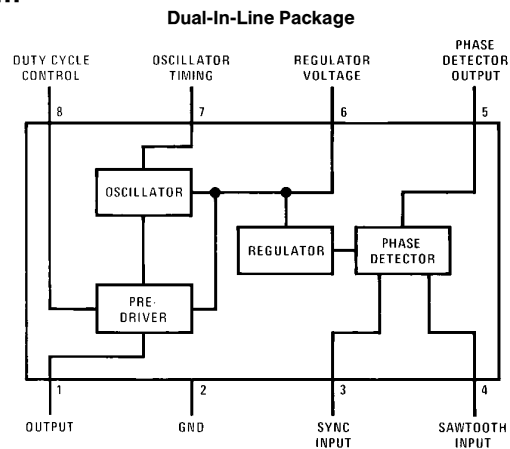 Dual-In-Line Package
DUTY CYCLE
CONTROL
OSCILLATOR
TIMING
REGULATOR
VOLTAGE
PHASE
DETECTOR
OUTPUT
8
7
6
5
OSCILLATOR
REGULATOR
PHASE
DETECTOR
PRE-
DRIVER
1
2
3
4
OUTPUT
GND
SYNC
INPUT
SAWTOOTH
INPUT